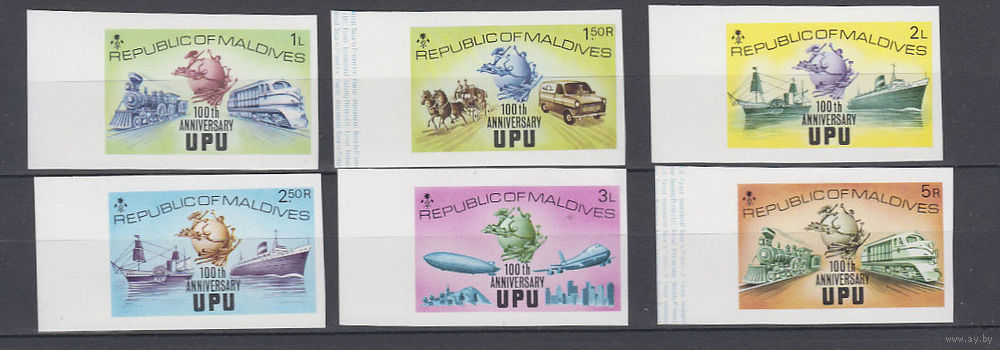 1L
REPUBLIC OF MALDIVES
100th
ANNIVERSARY
UPU
1.50R
REPUBLIC OF MALDIVES
100th
ANNIVERSARY
UPU
2L
REPUBLIC OF MALDIVES
100th
ANNIVERSARY
UPU
2.50R
REPUBLIC OF MALDIVES
100th
ANNIVERSARY
UPU
3L
REPUBLIC OF MALDIVES
100th
ANNIVERSARY
UPU
5R
REPUBLIC OF MALDIVES
100th
ANNIVERSARY
UPU
www.ay.by